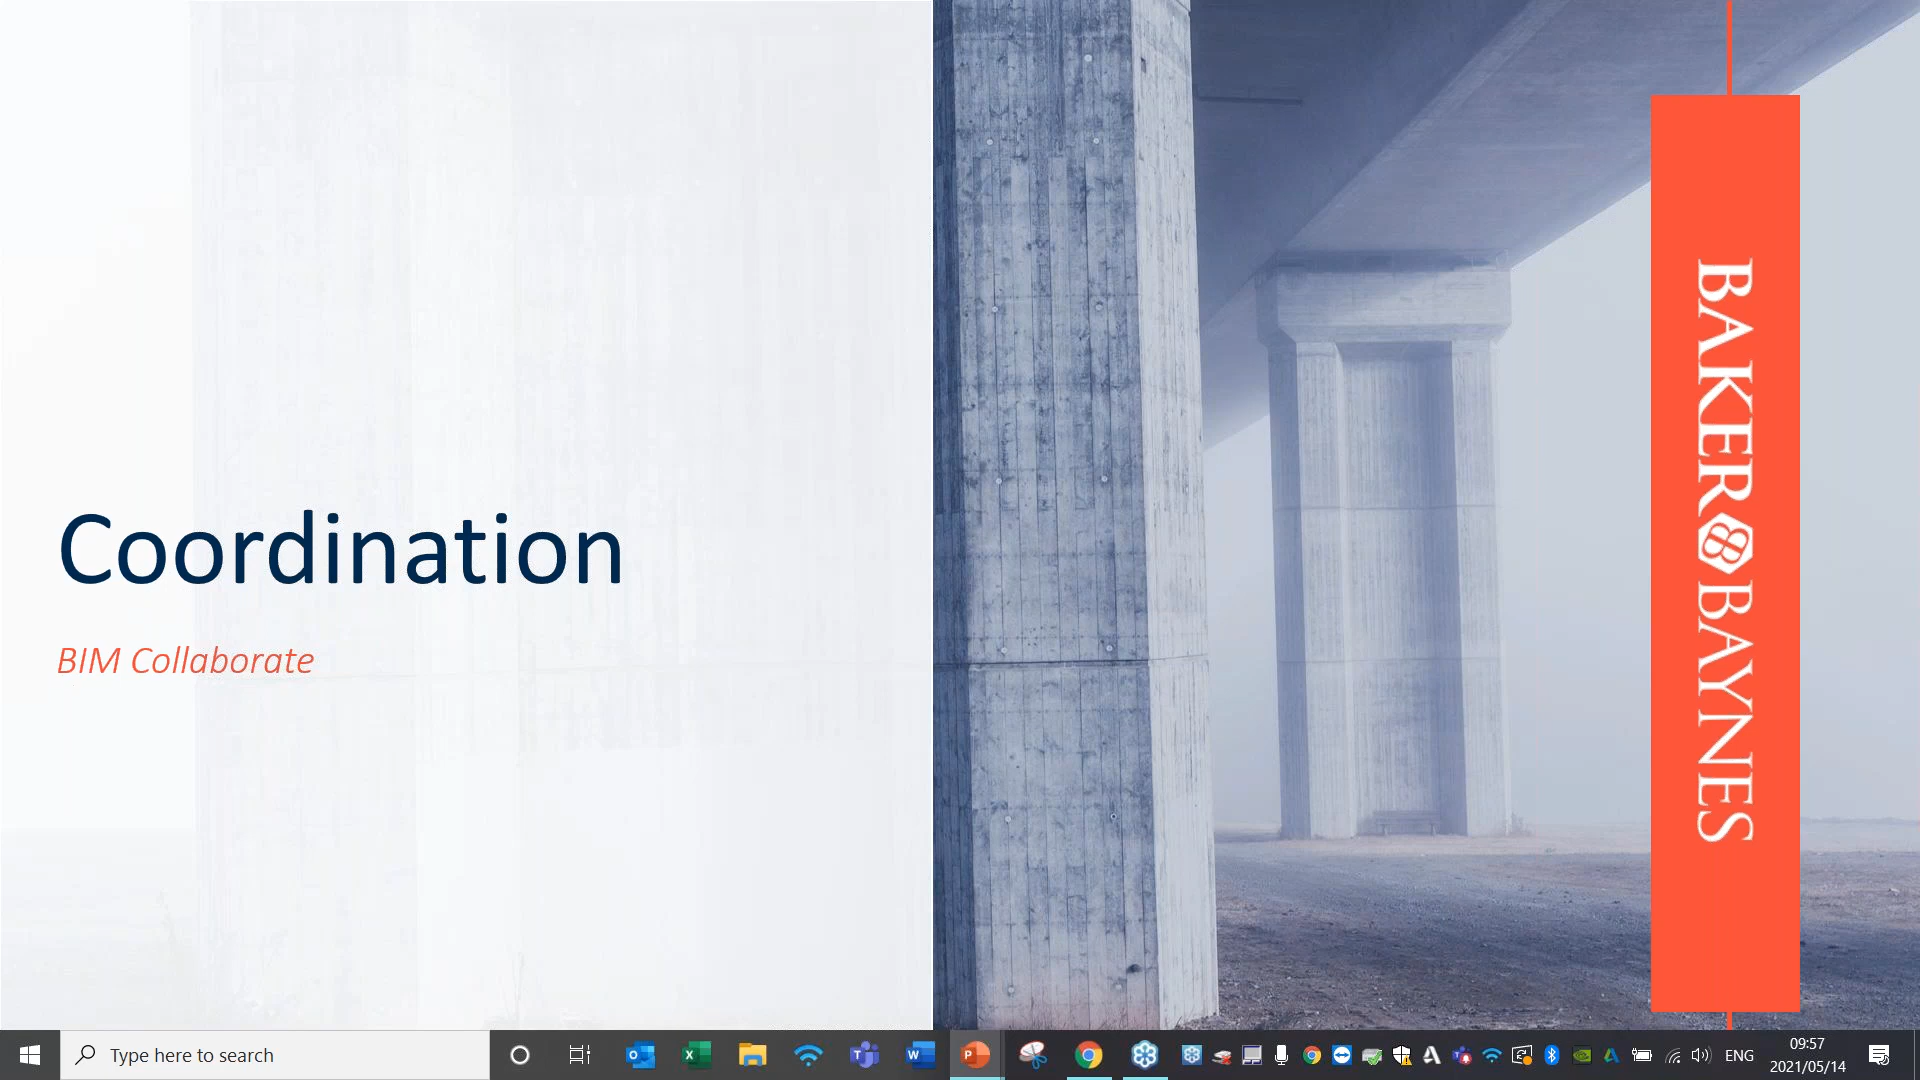 Coordination
BIM Collaborate
BAKER BAYNES
Type here to search
ENG
09:57
2021/05/14